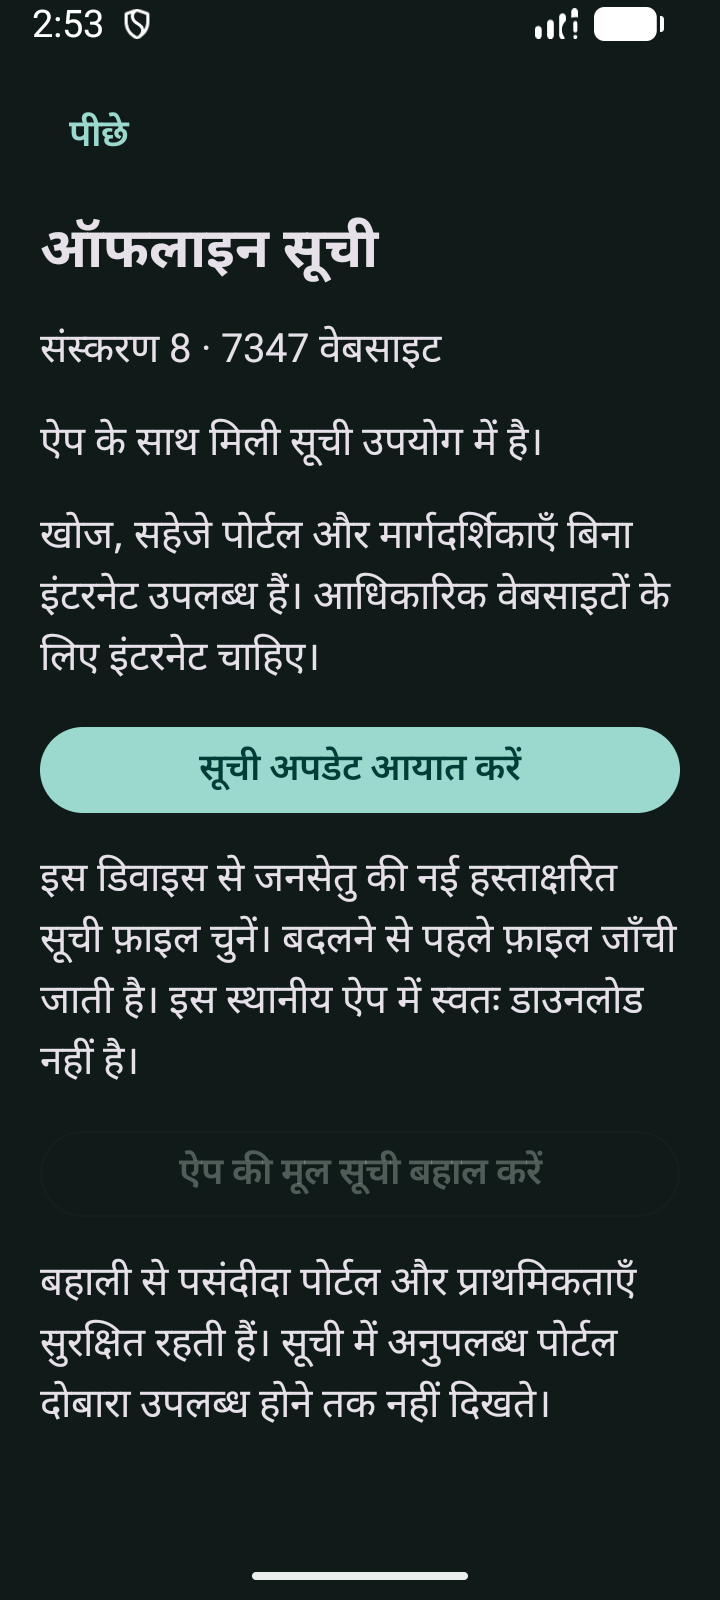 2:53
पीछे
ऑफलाइन सूची
संस्करण 8 · 7347 वेबसाइट
ऐप के साथ मिली सूची उपयोग में है।
खोज, सहेजे पोर्टल और मार्गदर्शिकाएँ बिना
इंटरनेट उपलब्ध हैं। आधिकारिक वेबसाइटों के
लिए इंटरनेट चाहिए।
सूची अपडेट आयात करें
इस डिवाइस से जनसेतु की नई हस्ताक्षरित
सूची फ़ाइल चुनें। बदलने से पहले फ़ाइल जाँची
जाती है। इस स्थानीय ऐप में स्वतः डाउनलोड
नहीं है।
ऐप की मूल सूची बहाल करें
बहाली से पसंदीदा पोर्टल और प्राथमिकताएँ
सुरक्षित रहती हैं। सूची में अनुपलब्ध पोर्टल
दोबारा उपलब्ध होने तक नहीं दिखते।